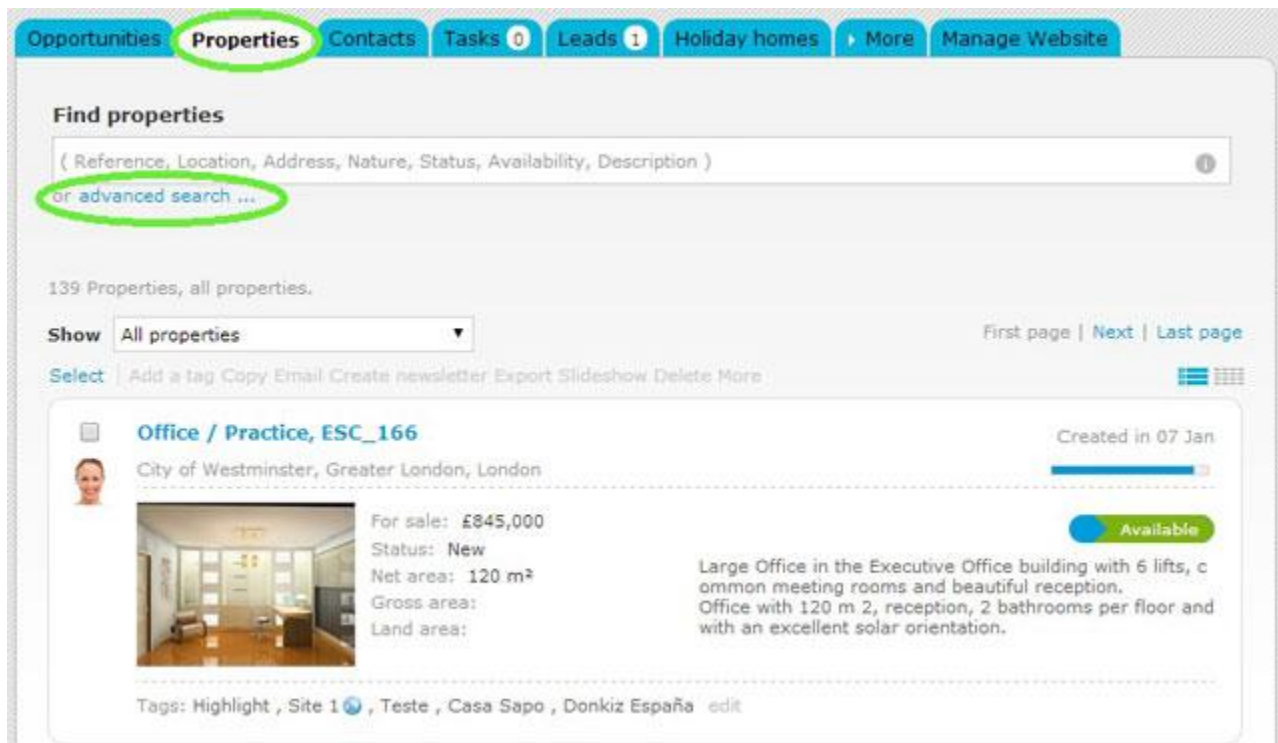 Opportunities Properties Contacts Tasks 0 Leads 1 Holiday homes More Manage Website
Find properties
( Reference, Location, Address, Nature, Status, Availability, Description )
or advanced search ...
139 Properties, all properties.
Show All properties First page | Next | Last page
Select Add a tag Copy Email Create newsletter Export Slideshow Delete More
Office / Practice, ESC_166 Created in 07 Jan
City of Westminster, Greater London, London
For sale: £845,000
Available
Status: New
Net area: 120 m²
Gross area:
Land area:
Large Office in the Executive Office building with 6 lifts, c
ommon meeting rooms and beautiful reception.
Office with 120 m 2, reception, 2 bathrooms per floor and
with an excellent solar orientation.
Tags: Highlight , Site 1 , Teste , Casa Sapo , Donkiz España edit